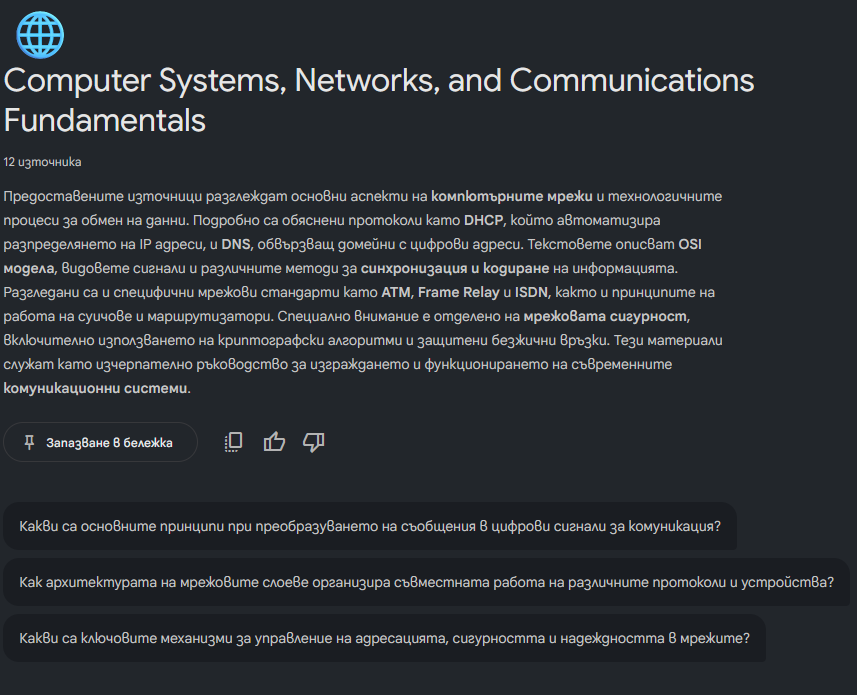 Computer Systems, Networks, and Communications
Fundamentals
12 източника
Предоставените източници разглеждат основни аспекти на компютърните мрежи и технологичните
процеси за обмен на данни. Подробно са обяснени протоколи като DHCP, който автоматизира
разпределянето на IP адреси, и DNS, обвързващ домейни с цифрови адреси. Текстовете описват OSI
модела, видовете сигнали и различните методи за синхронизация и кодиране на информацията.
Разгледани са и специфични мрежови стандарти като ATM, Frame Relay и ISDN, както и принципите на
работа на суичове и маршрутизатори. Специално внимание е отделено на мрежовата сигурност,
включително използването на криптографски алгоритми и защитени безжични връзки. Тези материали
служат като изчерпателно ръководство за изграждането и функционирането на съвременните
комуникационни системи.
Запазване в бележка
Какви са основните принципи при преобразуването на съобщения в цифрови сигнали за комуникация?
Как архитектурата на мрежовите слоеве организира съвместната работа на различните протоколи и устройства?
Какви са ключовите механизми за управление на адресацията, сигурността и надеждността в мрежите?